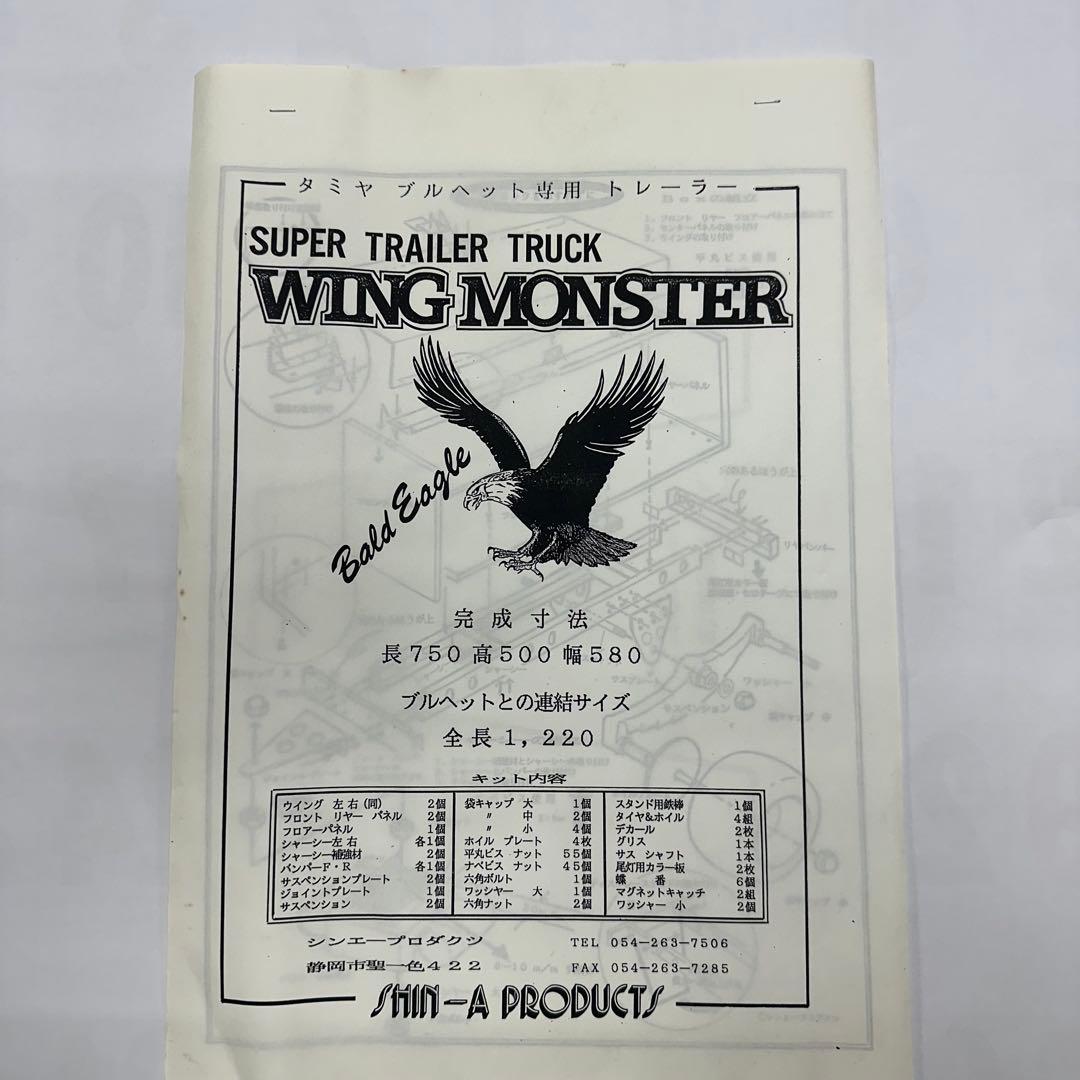 タミヤ ブルヘット専用 トレーラー
SUPER TRAILER TRUCK
WING MONSTER
Bald Eagle
完成寸法
長750 高500 幅580
ブルヘットとの連結サイズ
全長1,220
キット内容
ウイング 左右(同) 2個
フロント リヤー パネル 2個
フロアーパネル 1個
シャーシー左右 各1個
シャーシー補強材 2個
バンパーF・R 各1個
サスペンションプレート 2個
ジョイントプレート 1個
サスペンション 2個
袋キャップ 大 1個
〃 中 2個
〃 小 4個
ホイル プレート 4枚
平丸ビス ナット 55個
ナベビス ナット 45個
六角ボルト 1個
ワッシヤー 大 1個
六角ナット 2個
スタンド用鉄棒 1個
タイヤ&ホイル 4組
デカール 2枚
グリス 1本
サス シャフト 1本
尾灯用カラー板 2枚
蝶 番 6個
マグネットキャッチ 2組
ワッシャー 小 2個
シンエープロダクツ TEL 054-263-7506
静岡市聖一色422 FAX 054-263-7285
SHIN-A PRODUCTS